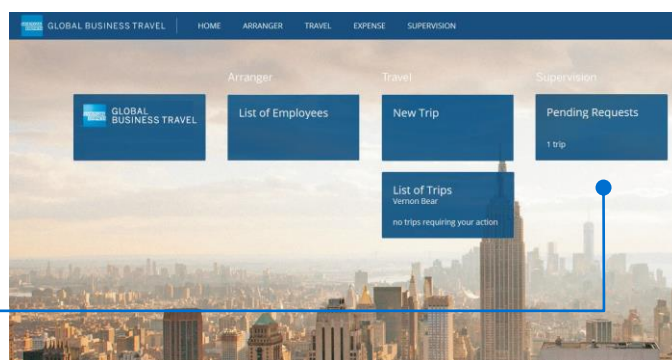 GLOBAL BUSINESS TRAVEL HOME ARRANGER TRAVEL EXPENSE SUPERVISION
Arranger Travel Supervision
GLOBAL
BUSINESS TRAVEL
List of Employees
New Trip
Pending Requests
1 trip
List of Trips
Vernon Bear
no trips requiring your action